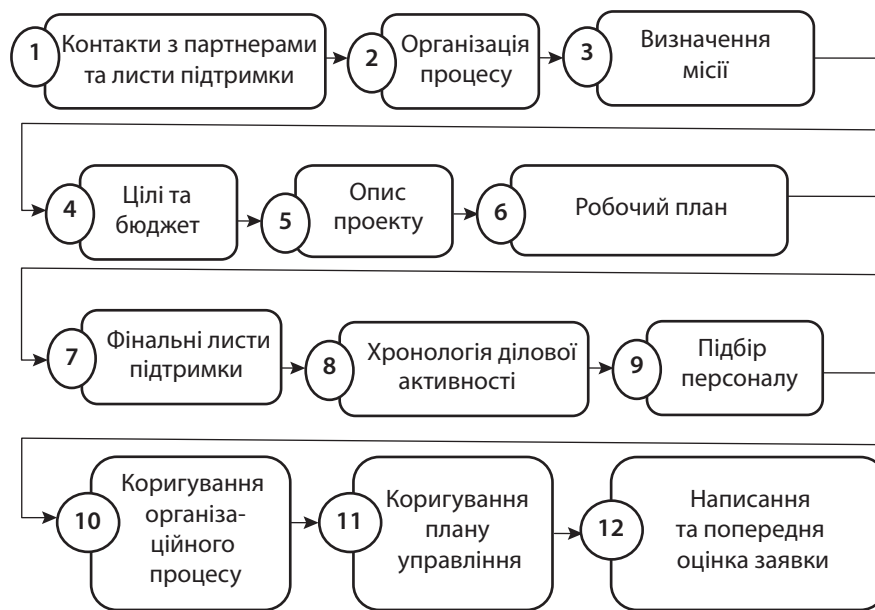 1
Контакти з партнерами
та листи підтримки
2
Організація
процесу
3
Визначення
місії
4
Цілі та
бюджет
5
Опис
проекту
6
Робочий план
7
Фінальні листи
підтримки
8
Хронологія ділової
активності
9
Підбір
персоналу
10
Коригування
організа-
ційного
процесу
11
Коригування
плану
управління
12
Написання
та попередня
оцінка заявки